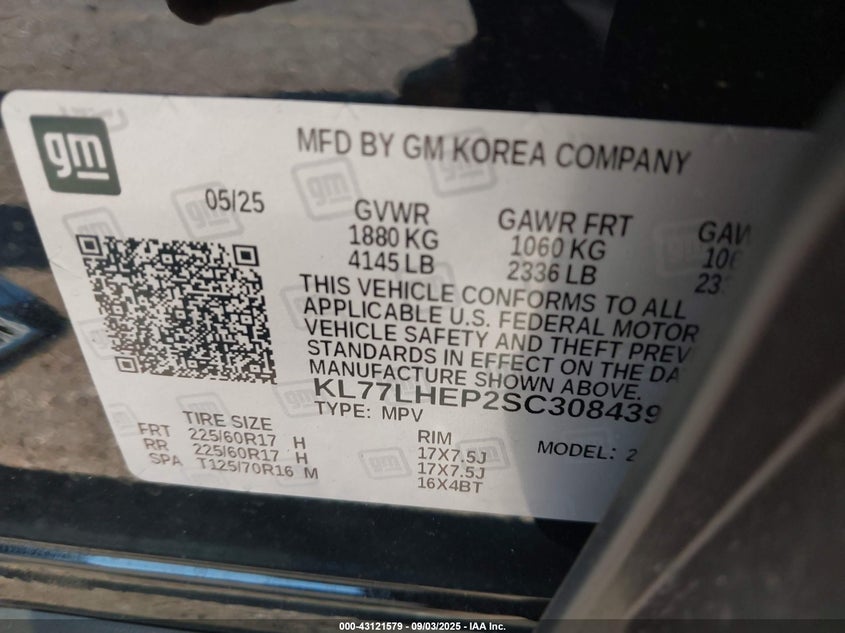 gm
MFD BY GM KOREA COMPANY
05/25
GVWR
1880 KG
4145 LB
GAWR FRT
1060 KG
2336 LB
THIS VEHICLE CONFORMS TO ALL
APPLICABLE U.S. FEDERAL MOTOR
VEHICLE SAFETY AND THEFT PREV
STANDARDS IN EFFECT ON THE DA
MANUFACTURE SHOWN ABOVE.
KL77LHEP2SC308439
TYPE: MPV
TIRE SIZE
FRT 225/60R17 H
RR 225/60R17 H
SPA T125/70R16 M
RIM
17X7.5J
17X7.5J
16X4BT
MODEL: 2
000-43121579 - 09/03/2025 - IAA Inc.